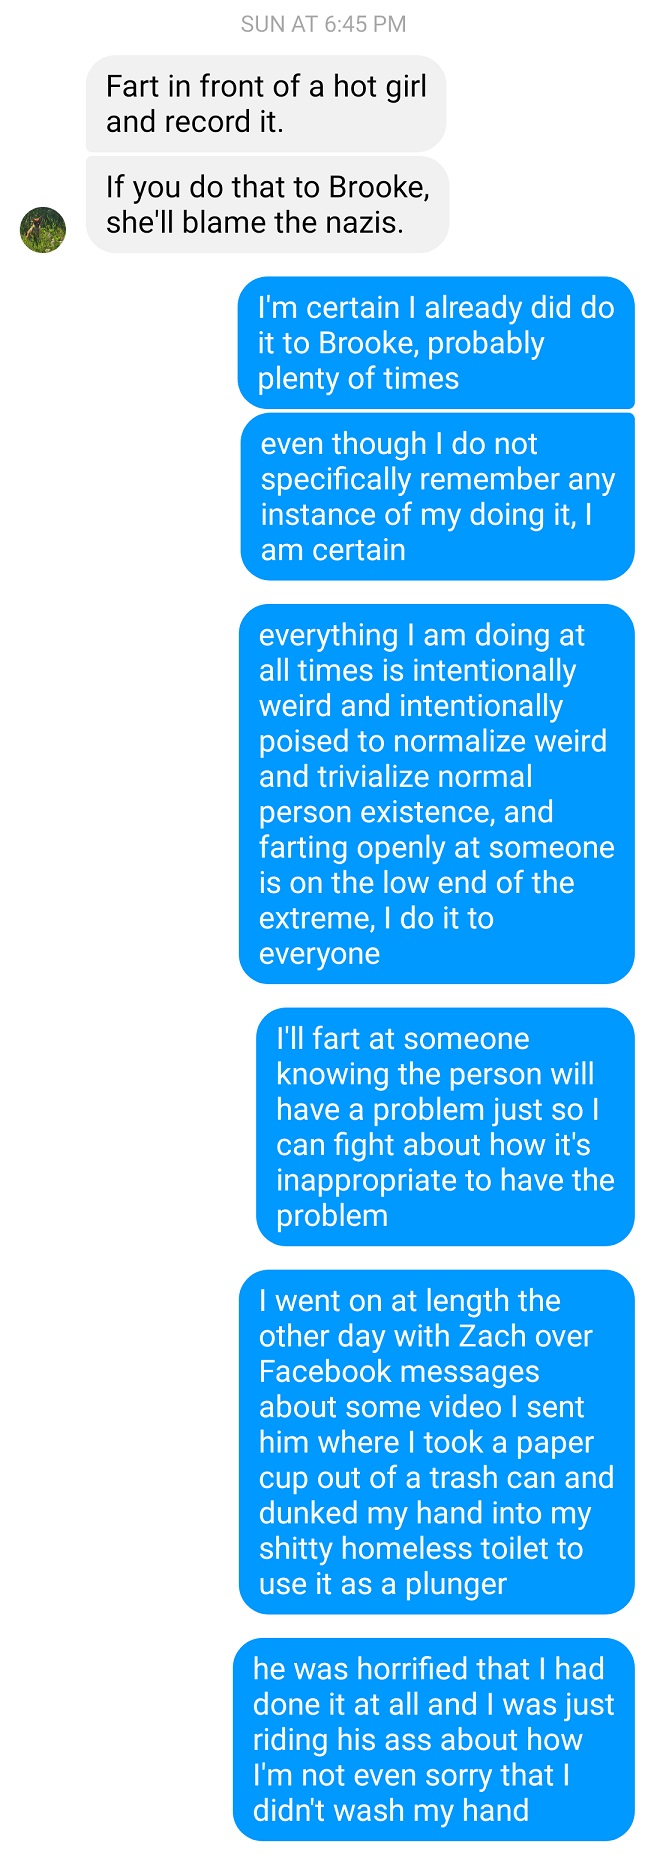 SUN AT 6:45 PM
Fart in front of a hot girl
and record it.
If you do that to Brooke,
she'll blame the nazis.
I'm certain I already did do
it to Brooke, probably
plenty of times
even though I do not
specifically remember any
instance of my doing it, I
am certain
everything I am doing at
all times is intentionally
weird and intentionally
poised to normalize weird
and trivialize normal
person existence, and
farting openly at someone
is on the low end of the
extreme, I do it to
everyone
I'll fart at someone
knowing the person will
have a problem just so I
can fight about how it's
inappropriate to have the
problem
I went on at length the
other day with Zach over
Facebook messages
about some video I sent
him where I took a paper
cup out of a trash can and
dunked my hand into my
shitty homeless toilet to
use it as a plunger
he was horrified that I had
done it at all and I was just
riding his ass about how
I'm not even sorry that I
didn't wash my hand